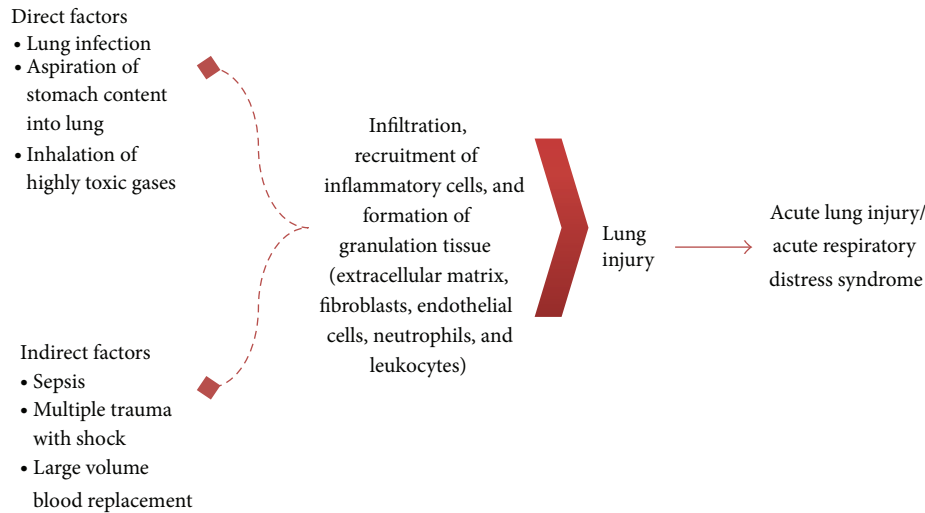 Direct factors
• Lung infection
• Aspiration of
stomach content
into lung
• Inhalation of
highly toxic gases
Indirect factors
• Sepsis
• Multiple trauma
with shock
• Large volume
blood replacement
Infiltration,
recruitment of
inflammatory cells, and
formation of
granulation tissue
(extracellular matrix,
fibroblasts, endothelial
cells, neutrophils, and
leukocytes)
Lung
injury
Acute lung injury/
acute respiratory
distress syndrome